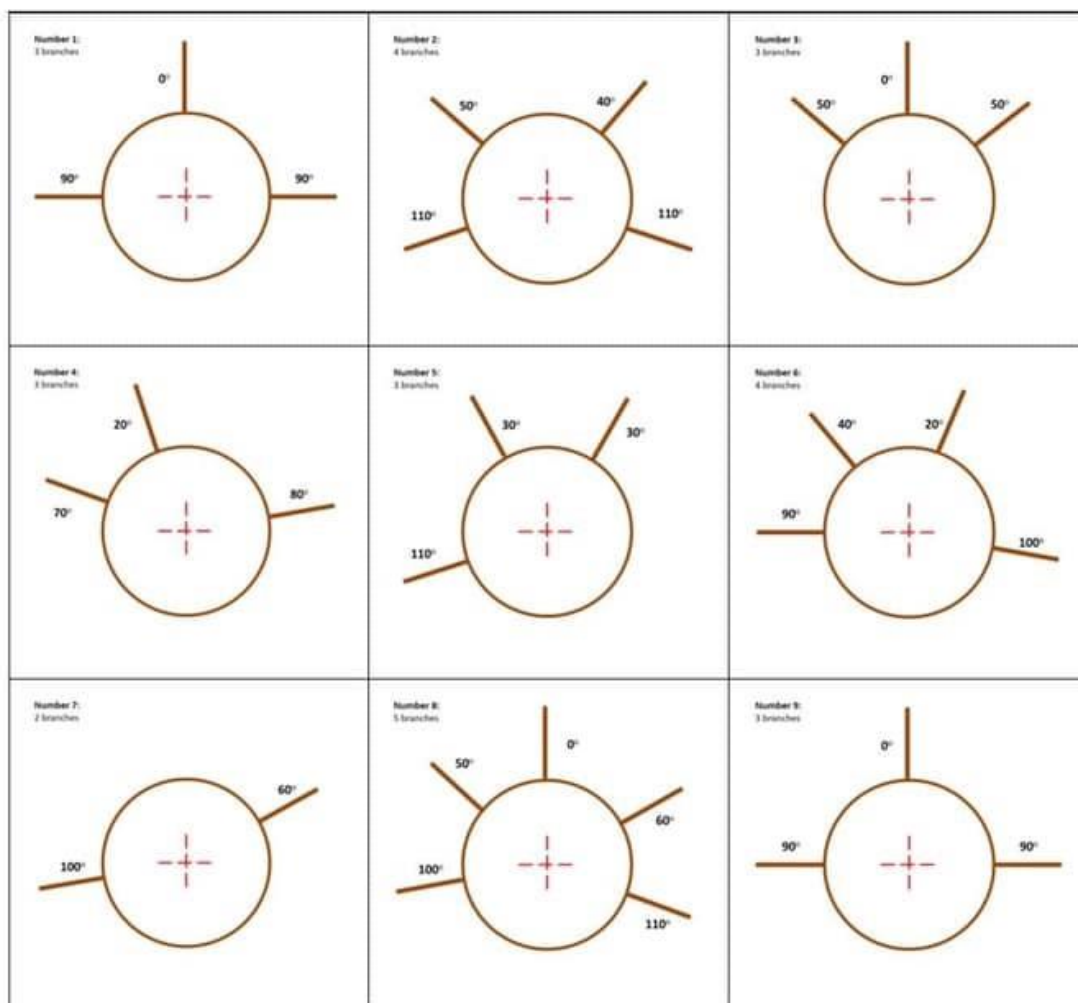 Number 1:
3 branches
0°
90°
90°
Number 2:
4 branches
50°
40°
110°
110°
Number 3:
3 branches
0°
50°
50°
Number 4:
3 branches
20°
70°
80°
Number 5:
3 branches
30°
30°
110°
Number 6:
4 branches
40°
20°
90°
100°
Number 7:
2 branches
60°
100°
Number 8:
5 branches
0°
50°
60°
100°
110°
Number 9:
3 branches
0°
90°
90°